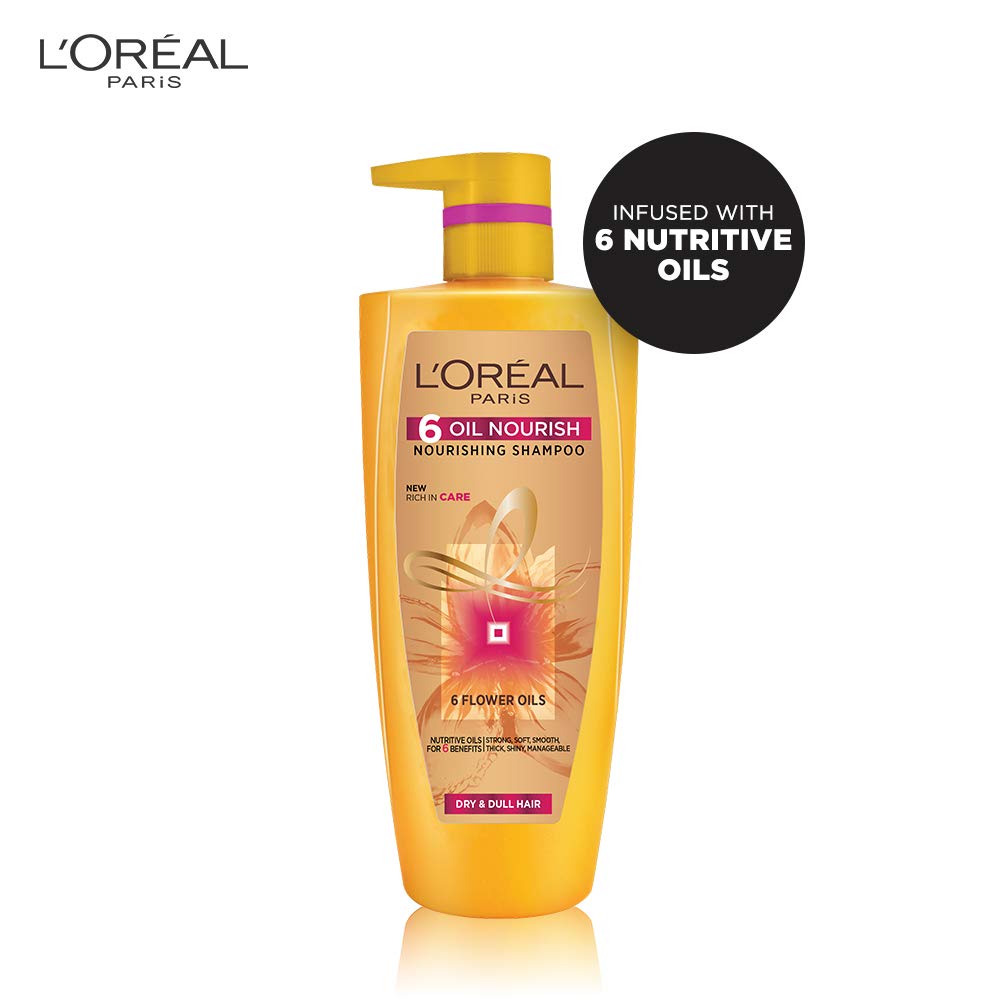 L'ORÉAL
PARiS
INFUSED WITH
6 NUTRITIVE
OILS
L'ORÉAL
PARiS
6 OIL NOURISH
NOURISHING SHAMPOO
NEW
RICH IN CARE
6 FLOWER OILS
NUTRITIVE OILS | STRONG, SOFT, SMOOTH,
FOR 6 BENEFITS | THICK, SHINY, MANAGEABLE
DRY & DULL HAIR